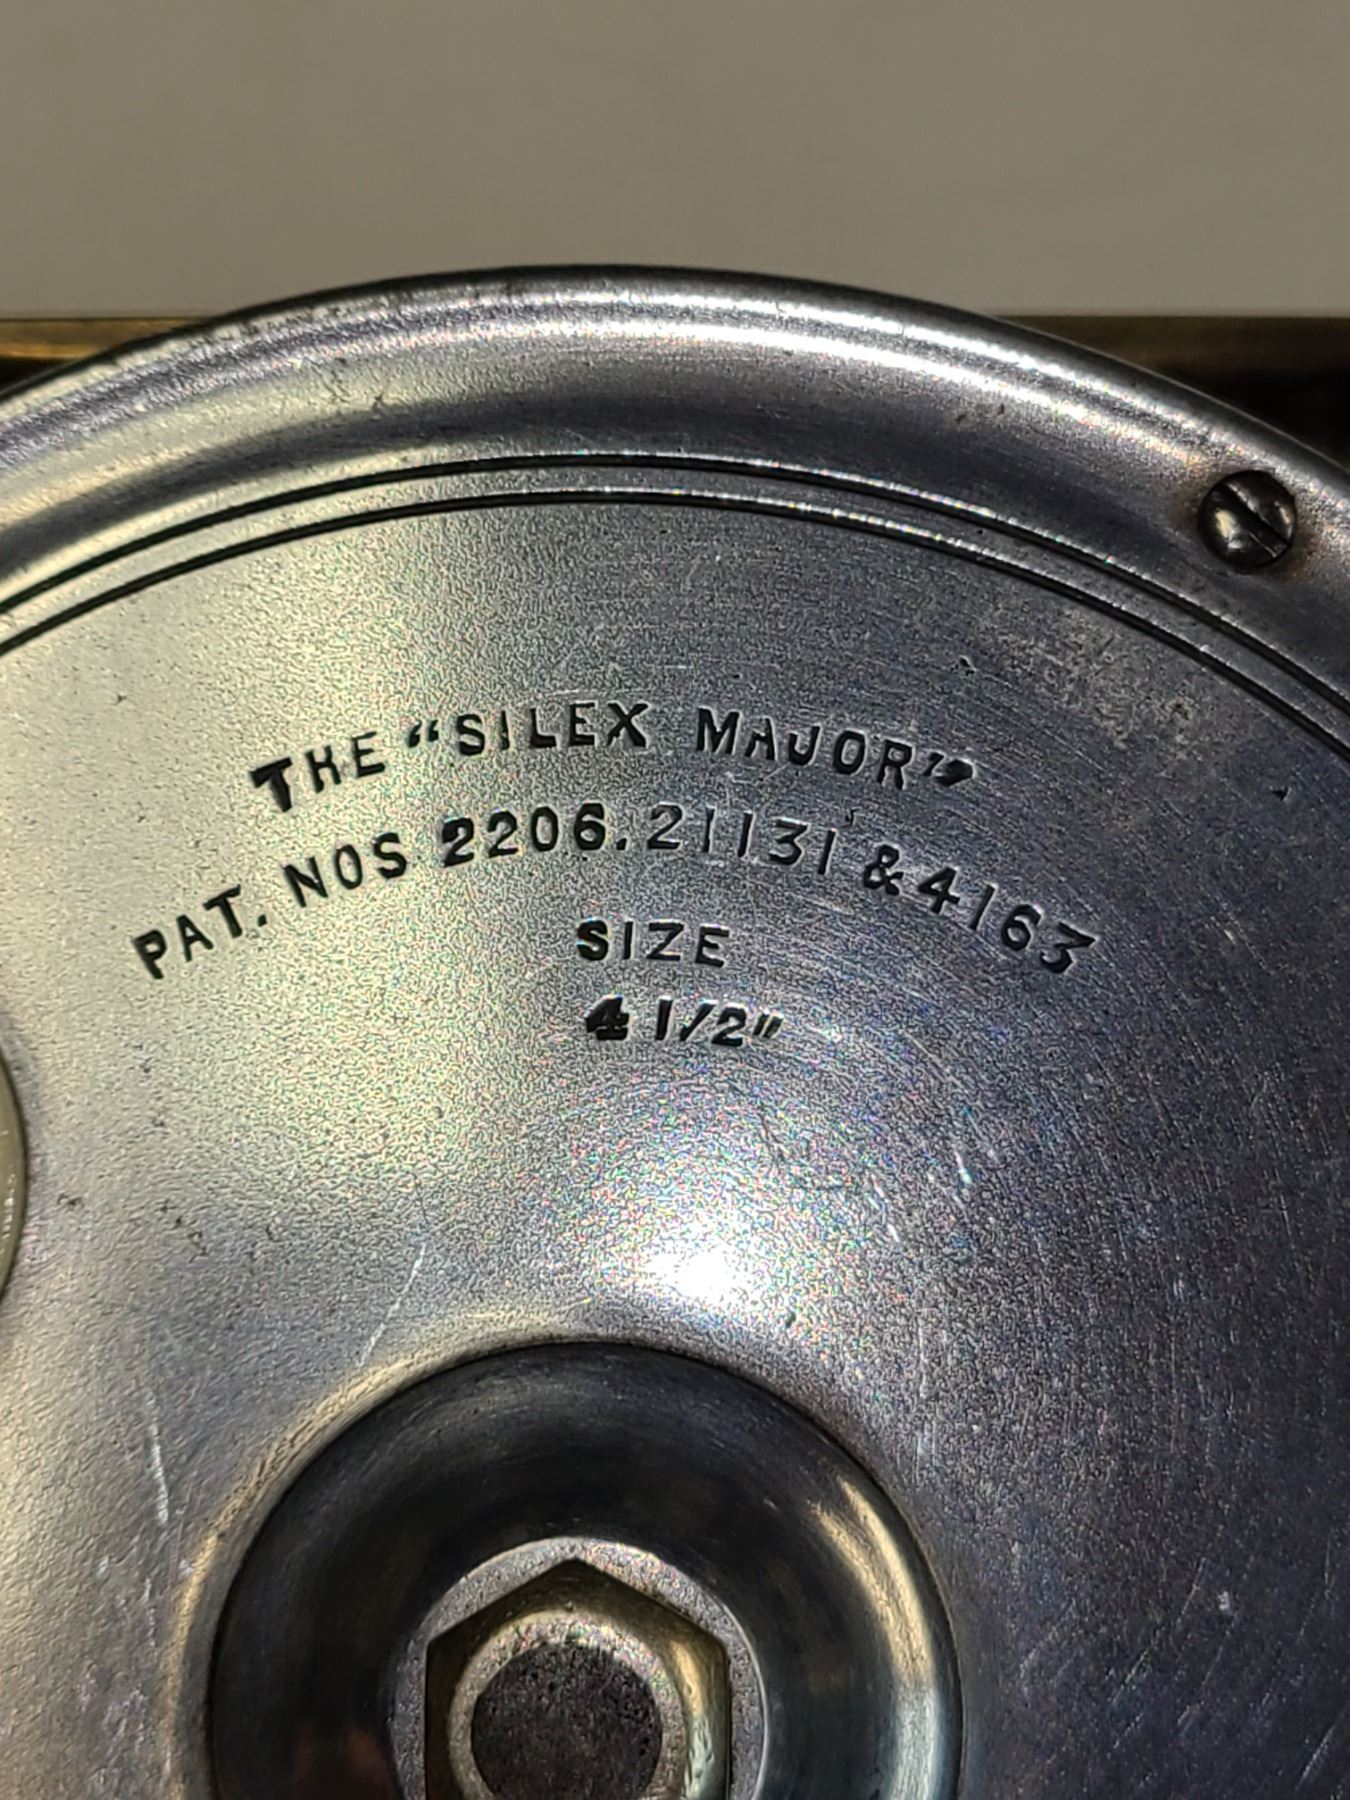 THE "SILEX MAJOR"
PAT. NOS 2206.21131 & 4163
SIZE
4 1/2"